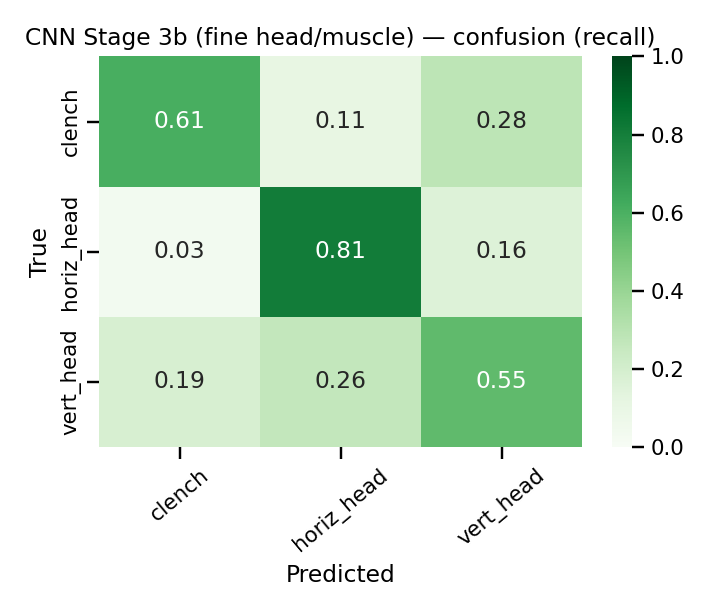 CNN Stage 3b (fine head/muscle) — confusion (recall)
True
clench
0.61
0.11
0.28
horiz_head
0.03
0.81
0.16
vert_head
0.19
0.26
0.55
clench
horiz_head
vert_head
Predicted
1.0
0.8
0.6
0.4
0.2
0.0